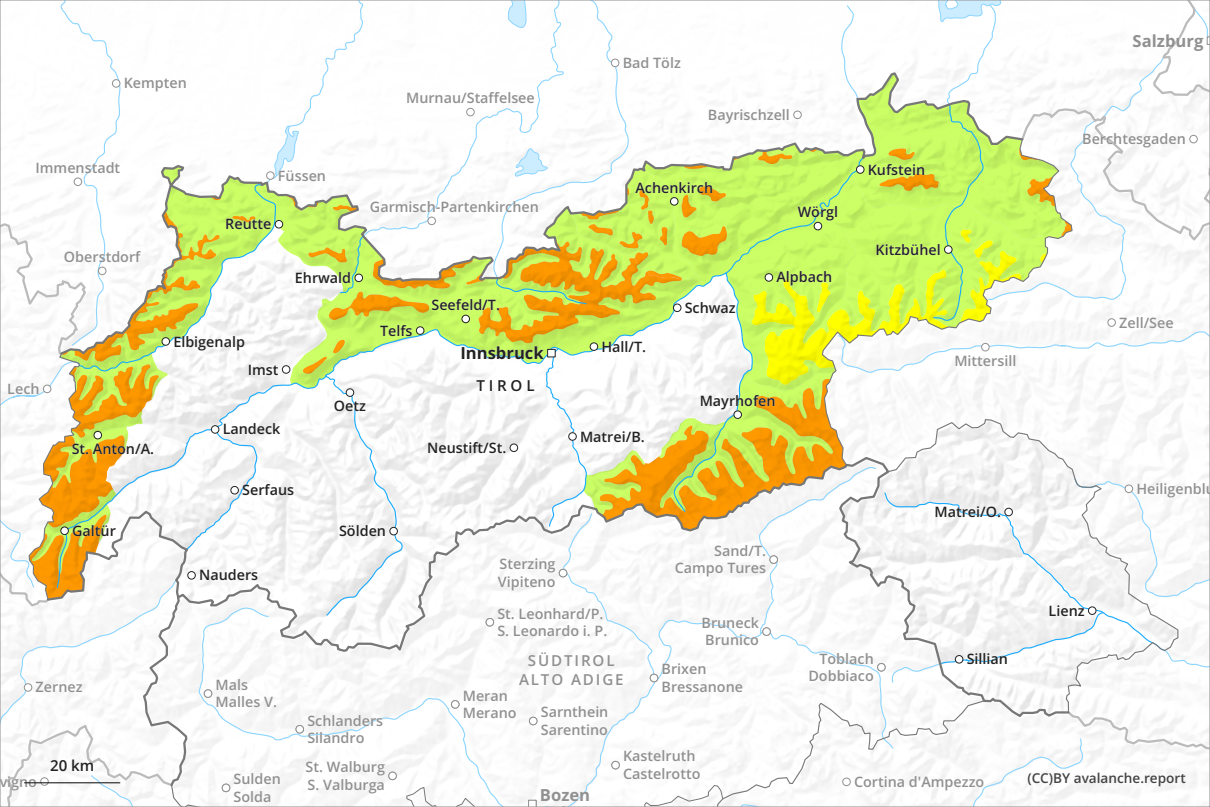 Salzburg
Bad Tölz
Kempten
Murnau/Staffelsee
Bayrischzell
Berchtesgaden
Immenstadt
Füssen
Kufstein
Achenkirch
Garmisch-Partenkirchen
Wörgl
Reutte
Oberstdorf
Kitzbühel
Ehrwald
Alpbach
Seefeld/T.
Schwaz
Zell/See
Telfs
Elbigenalp
Innsbruck
Hall/T.
Mittersill
Imst
TIROL
Lech
Oetz
Mayrhofen
Landeck
Matrei/B.
St. Anton/A.
Neustift/St.
Serfaus
Heiligenblu
Matrei/O.
Galtür
Sölden
Sand/T.
Campo Tures
Sterzing
Vipiteno
Nauders
St. Leonhard/P.
S. Leonardo i. P.
Lienz
Bruneck
Brunico
SÜDTIROL
ALTO ADIGE
Toblach
Dobbiaco
Sillian
Brixen
Bressanone
Zernez
Mals
Malles V.
Meran
Merano
Sarnthein
Sarentino
Schlanders
Silandro
Kastelruth
Castelrotto
20 km
St. Walburg
S. Valburga
vigno
Sulden
Solda
Cortina d'Ampezzo
(CC)BY avalanche.report
Bozen